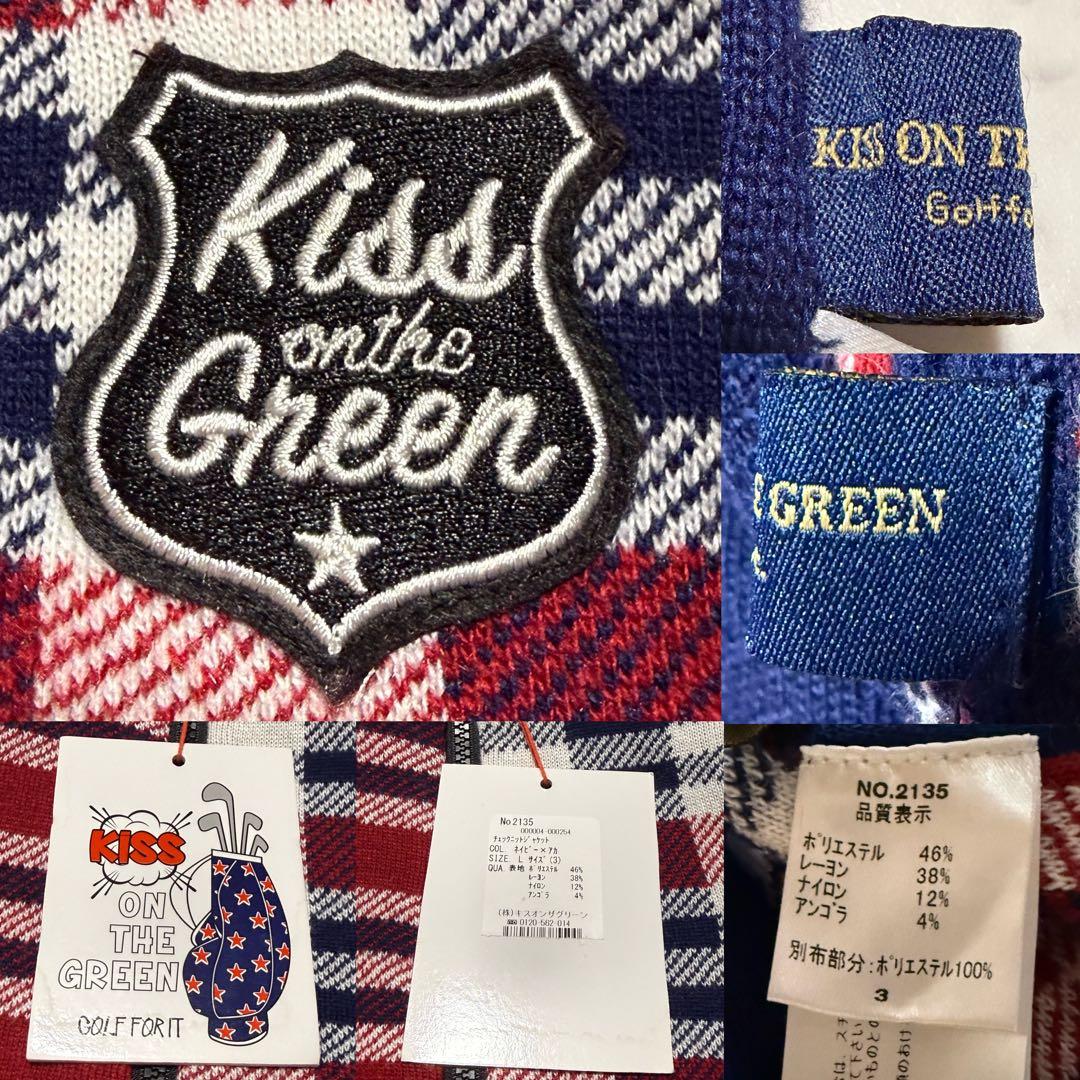 Kiss
on the
Green
KISS ON TH
Golf fo
GREEN
KISS
ON
THE
GREEN
GOLF FOR IT
No 2135
000004-000254
チェックニットジャケット
COL. ネイビー×アカ
SIZE. L サイズ (3)
QUA. 表地 ポリエステル 46%
レーヨン 38%
ナイロン 12%
アンゴラ 4%
(株)キスオンザグリーン
0120-562-014
NO.2135
品質表示
ポリエステル 46%
レーヨン 38%
ナイロン 12%
アンゴラ 4%
別布部分:ポリエステル100%
3